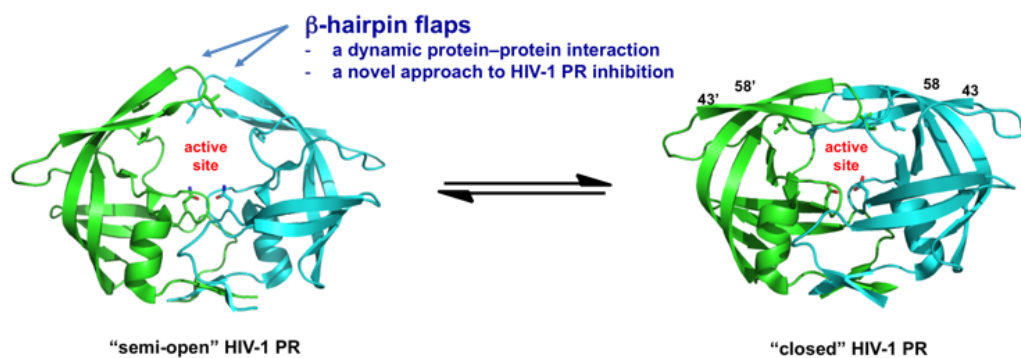 β-hairpin flaps
- a dynamic protein–protein interaction
- a novel approach to HIV-1 PR inhibition
active
site
"semi-open" HIV-1 PR
43'
58'
58
43
active
site
"closed" HIV-1 PR